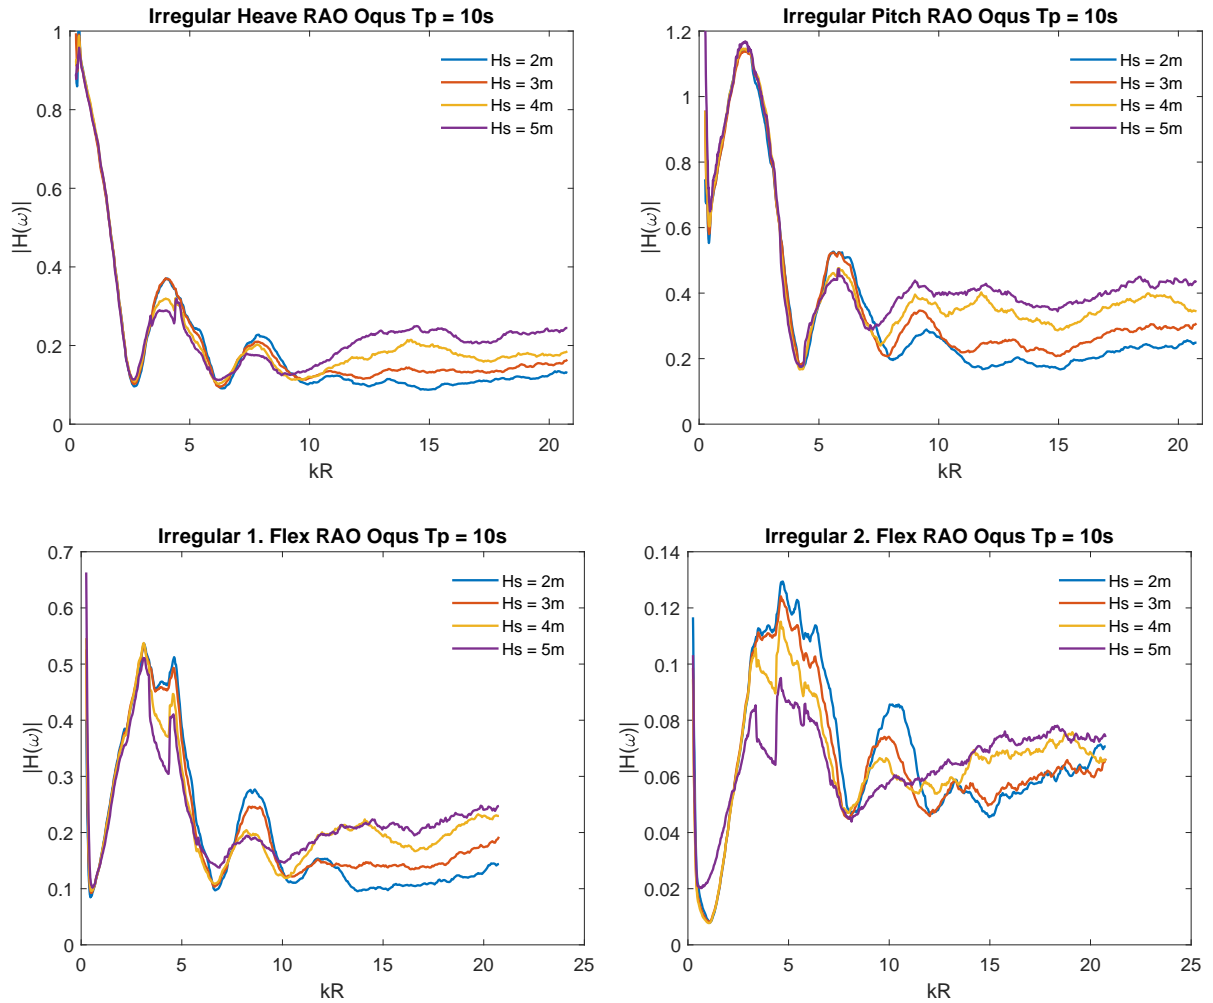 Irregular Heave RAO Oqus Tp = 10s
|H(ω)|
1
0.8
0.6
0.4
0.2
0
0 5 10 15 20
kR
Hs = 2m
Hs = 3m
Hs = 4m
Hs = 5m
Irregular Pitch RAO Oqus Tp = 10s
|H(ω)|
1.2
1
0.8
0.6
0.4
0.2
0
0 5 10 15 20
kR
Hs = 2m
Hs = 3m
Hs = 4m
Hs = 5m
Irregular 1. Flex RAO Oqus Tp = 10s
|H(ω)|
0.7
0.6
0.5
0.4
0.3
0.2
0.1
0
0 5 10 15 20 25
kR
Hs = 2m
Hs = 3m
Hs = 4m
Hs = 5m
Irregular 2. Flex RAO Oqus Tp = 10s
|H(ω)|
0.14
0.12
0.1
0.08
0.06
0.04
0.02
0
0 5 10 15 20 25
kR
Hs = 2m
Hs = 3m
Hs = 4m
Hs = 5m